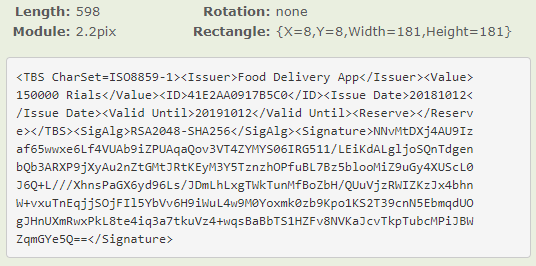 Length: 598 Rotation: none
Module: 2.2pix Rectangle: {X=8,Y=8,Width=181,Height=181}
<TBS CharSet=ISO8859-1><Issuer>Food Delivery App</Issuer><Value>
150000 Rials</Value><ID>41E2AA0917B5C0</ID><Issue Date>20181012<
/Issue Date><Valid Until>20191012</Valid Until><Reserve></Reserv
e></TBS><SigAlg>RSA2048-SHA256</SigAlg><Signature>NNvMtDXj4AU9Iz
af65wwxe6Lf4VUAb9iZPUAqaQov3VT4ZYMYS06IRG511/LEiKdALgljoSQnTdgen
bQb3ARXP9jXyAu2nZtGMtJRtKEyM3Y5TznzhOPfuBL7Bz5blooMiZ9uGy4XUScL0
J6Q+L///XhnsPaGX6yd96Ls/JDmLhLxgTWkTunMfBoZbH/QUuVjzRWIZKzJx4bhn
W+vxuTnEqjjSOjFIl5YbVv6H9iWuL4w9M0Yoxmk0zb9Kpo1KS2T39cnN5EbmqdUO
gJHnUXmRwxPkL8te4iq3a7tkuVz4+wqsBaBbTS1HZFv8NVKaJcvTkpTubcMPiJBW
ZqmGYe5Q==</Signature>